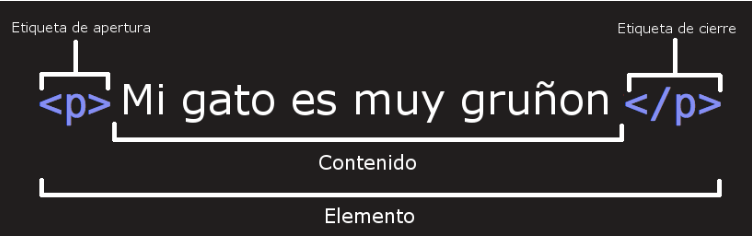 Etiqueta de apertura
Etiqueta de cierre
<p> Mi gato es muy gruñon </p>
Contenido
Elemento